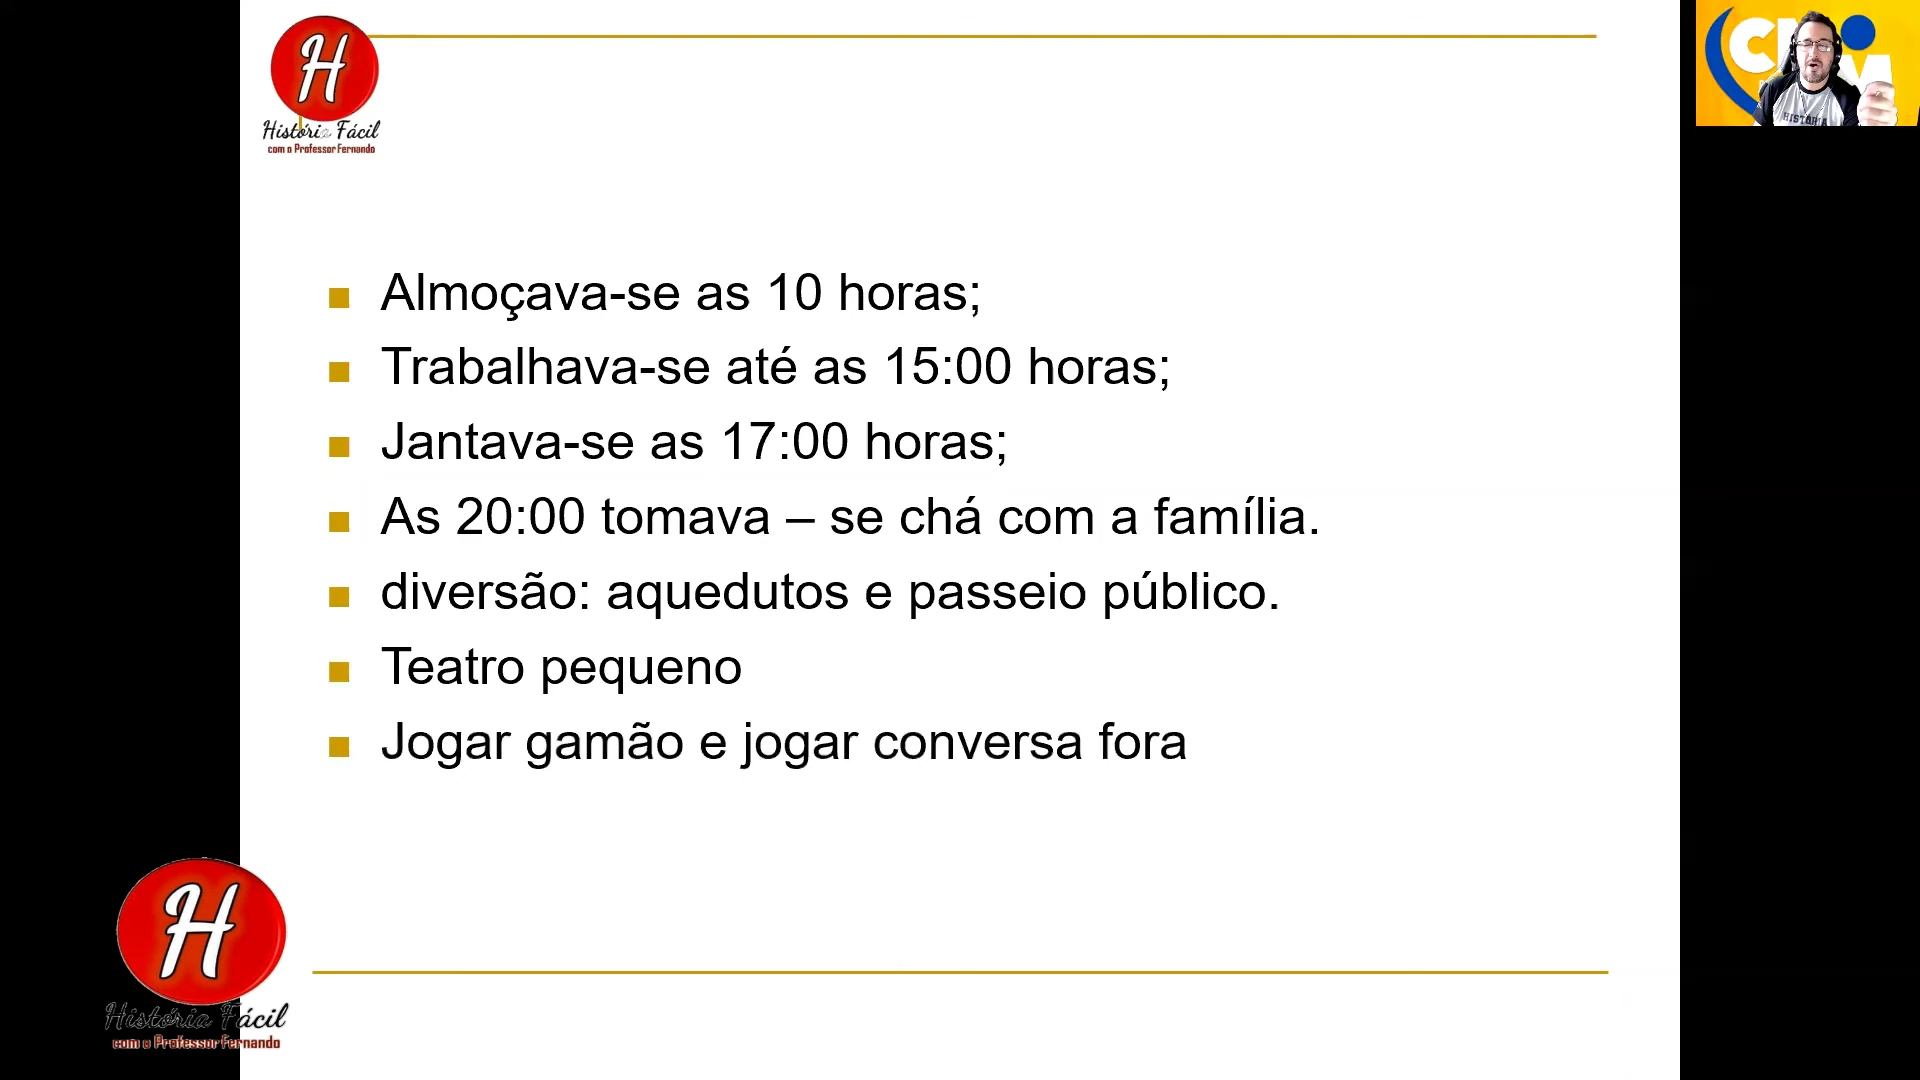 H
História Fácil
com o Professor Fernando
Almoçava-se as 10 horas;
Trabalhava-se até as 15:00 horas;
Jantava-se as 17:00 horas;
As 20:00 tomava – se chá com a família.
diversão: aquedutos e passeio público.
Teatro pequeno
Jogar gamão e jogar conversa fora
H
História Fácil
com o Professor Fernando
HISTÓRIA